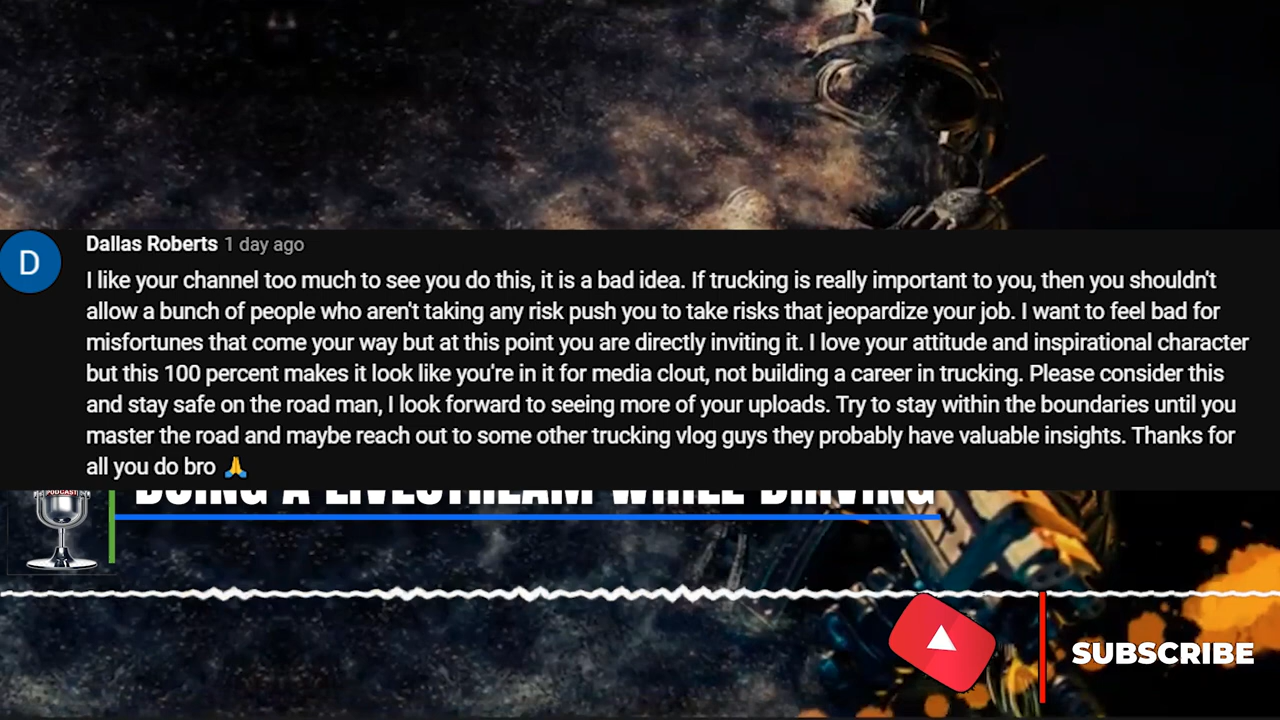 D
Dallas Roberts 1 day ago
I like your channel too much to see you do this, it is a bad idea. If trucking is really important to you, then you shouldn't
allow a bunch of people who aren't taking any risk push you to take risks that jeopardize your job. I want to feel bad for
misfortunes that come your way but at this point you are directly inviting it. I love your attitude and inspirational character
but this 100 percent makes it look like you're in it for media clout, not building a career in trucking. Please consider this
and stay safe on the road man, I look forward to seeing more of your uploads. Try to stay within the boundaries until you
master the road and maybe reach out to some other trucking vlog guys they probably have valuable insights. Thanks for
all you do bro 🙏
PODCAST
DOING A LIVESTREAM WHILE DRIVING
SUBSCRIBE